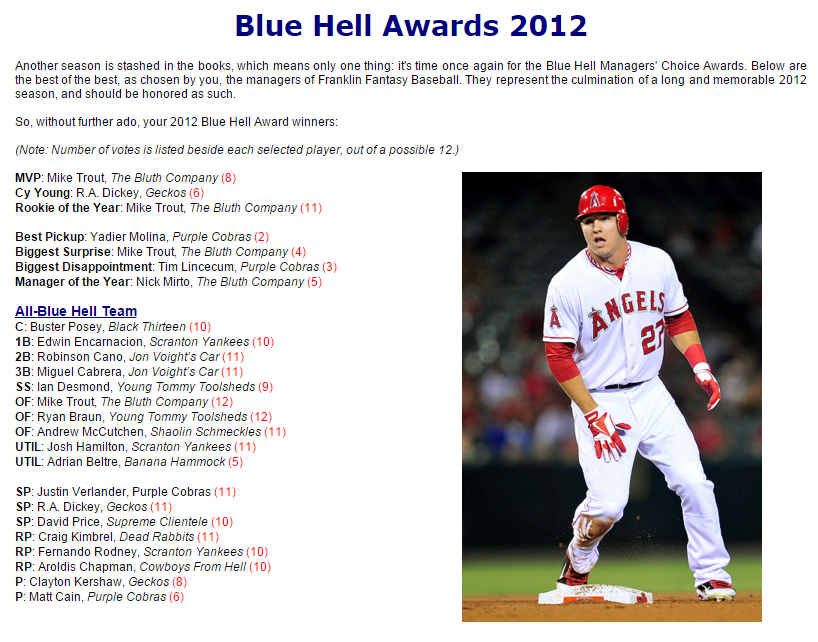 Blue Hell Awards 2012
Another season is stashed in the books, which means only one thing: it's time once again for the Blue Hell Managers' Choice Awards. Below are
the best of the best, as chosen by you, the managers of Franklin Fantasy Baseball. They represent the culmination of a long and memorable 2012
season, and should be honored as such.
So, without further ado, your 2012 Blue Hell Award winners:
(Note: Number of votes is listed beside each selected player, out of a possible 12.)
MVP: Mike Trout, The Bluth Company (8)
Cy Young: R.A. Dickey, Geckos (6)
Rookie of the Year: Mike Trout, The Bluth Company (11)
Best Pickup: Yadier Molina, Purple Cobras (2)
Biggest Surprise: Mike Trout, The Bluth Company (4)
Biggest Disappointment: Tim Lincecum, Purple Cobras (3)
Manager of the Year: Nick Mirto, The Bluth Company (5)
All-Blue Hell Team
C: Buster Posey, Black Thirteen (10)
1B: Edwin Encarnacion, Scranton Yankees (10)
2B: Robinson Cano, Jon Voight's Car (11)
3B: Miguel Cabrera, Jon Voight's Car (11)
SS: Ian Desmond, Young Tommy Toolsheds (9)
OF: Mike Trout, The Bluth Company (12)
OF: Ryan Braun, Young Tommy Toolsheds (12)
OF: Andrew McCutchen, Shaolin Schmeckles (11)
UTIL: Josh Hamilton, Scranton Yankees (11)
UTIL: Adrian Beltre, Banana Hammock (5)
SP: Justin Verlander, Purple Cobras (11)
SP: R.A. Dickey, Geckos (11)
SP: David Price, Supreme Clientele (10)
RP: Craig Kimbrel, Dead Rabbits (11)
RP: Fernando Rodney, Scranton Yankees (10)
RP: Aroldis Chapman, Cowboys From Hell (10)
P: Clayton Kershaw, Geckos (8)
P: Matt Cain, Purple Cobras (6)
ANGELS
27